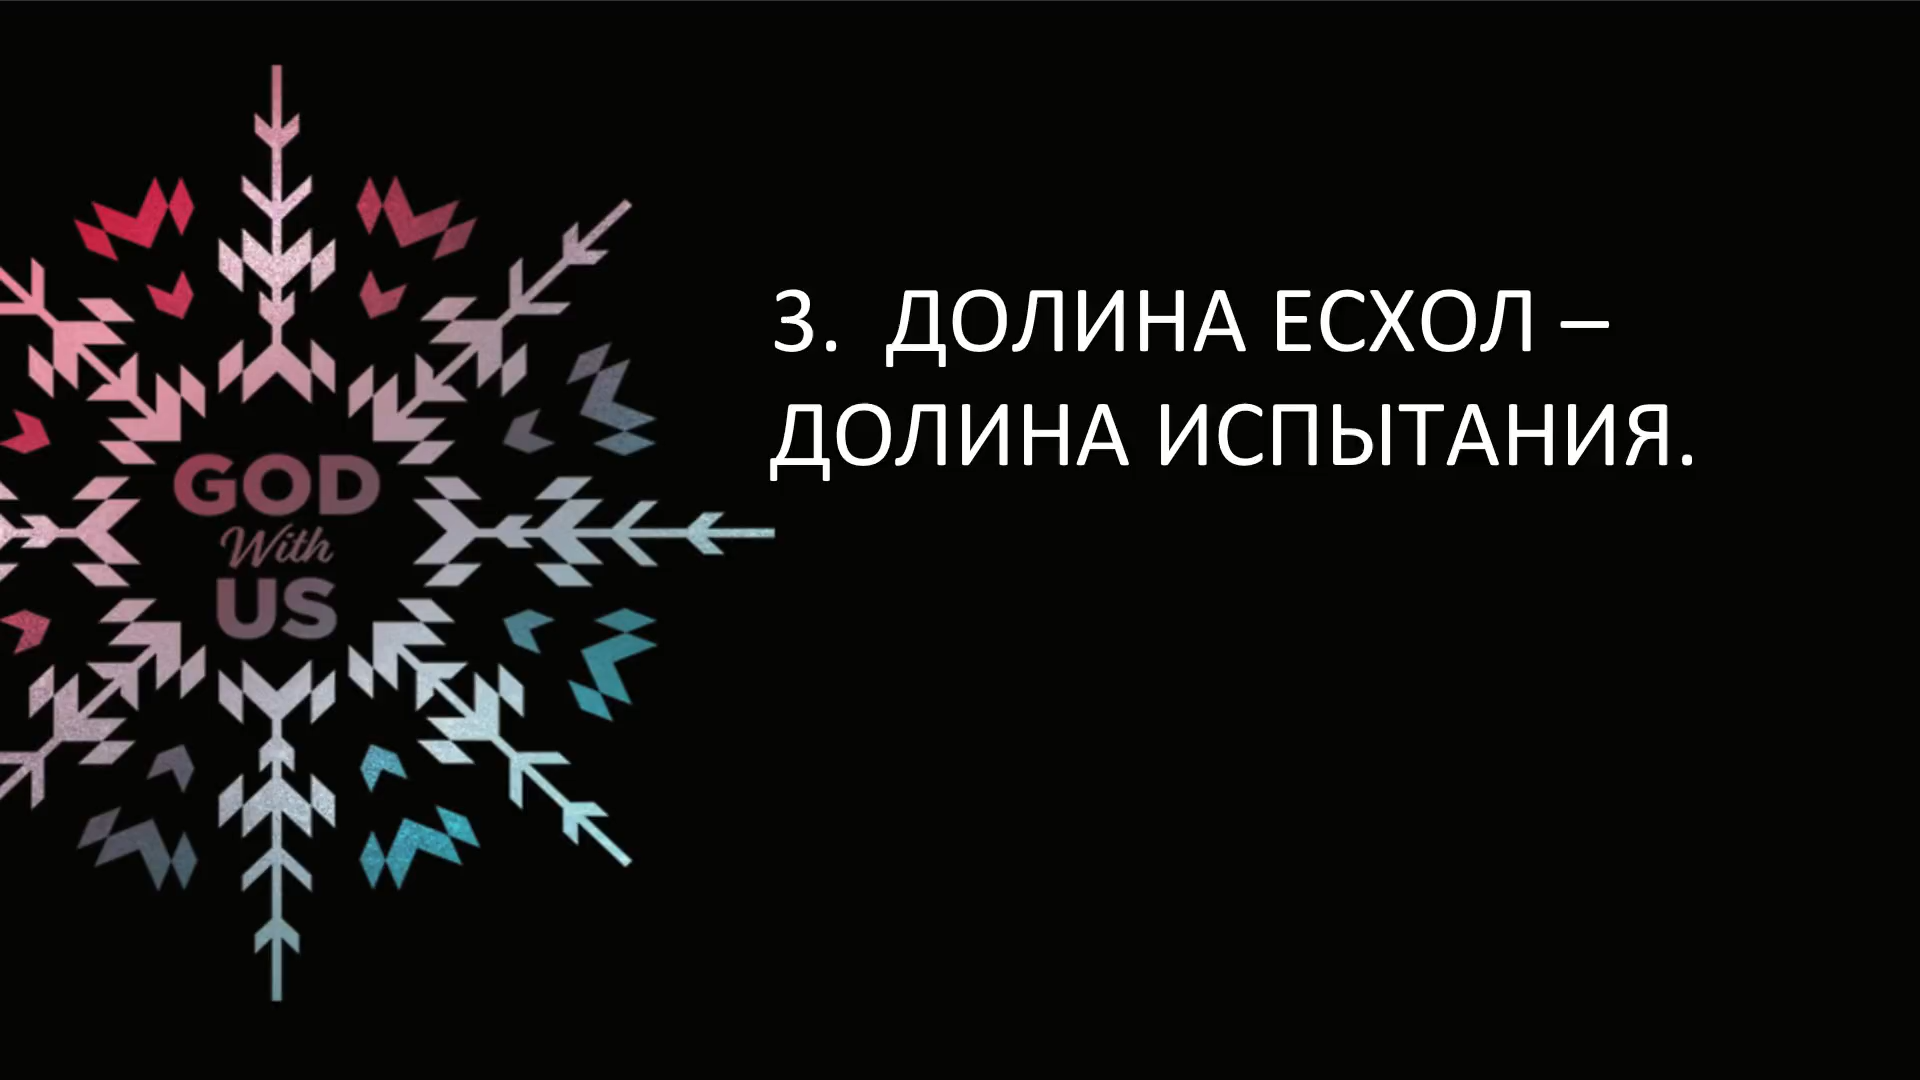 GOD
With
US
3. ДОЛИНА ЕСХОЛ –
ДОЛИНА ИСПЫТАНИЯ.